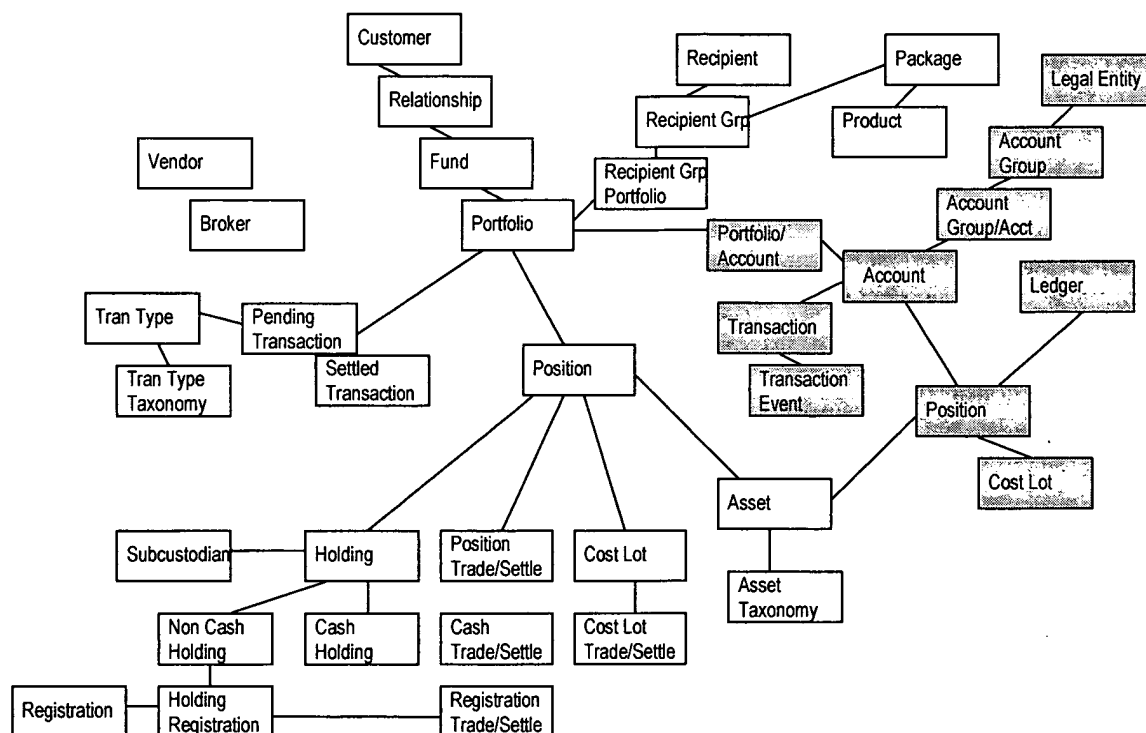 Customer
Recipient
Package
Legal Entity
Relationship
Recipient Grp
Product
Account
Group
Vendor
Fund
Recipient Grp
Portfolio
Account
Group/Acct
Broker
Portfolio
Portfolio/
Account
Account
Ledger
Tran Type
Pending
Transaction
Transaction
Tran Type
Taxonomy
Settled
Transaction
Position
Transaction
Event
Position
Cost Lot
Asset
Subcustodian
Holding
Position
Trade/Settle
Cost Lot
Asset
Taxonomy
Non Cash
Holding
Cash
Holding
Cash
Trade/Settle
Cost Lot
Trade/Settle
Registration
Holding
Registration
Registration
Trade/Settle